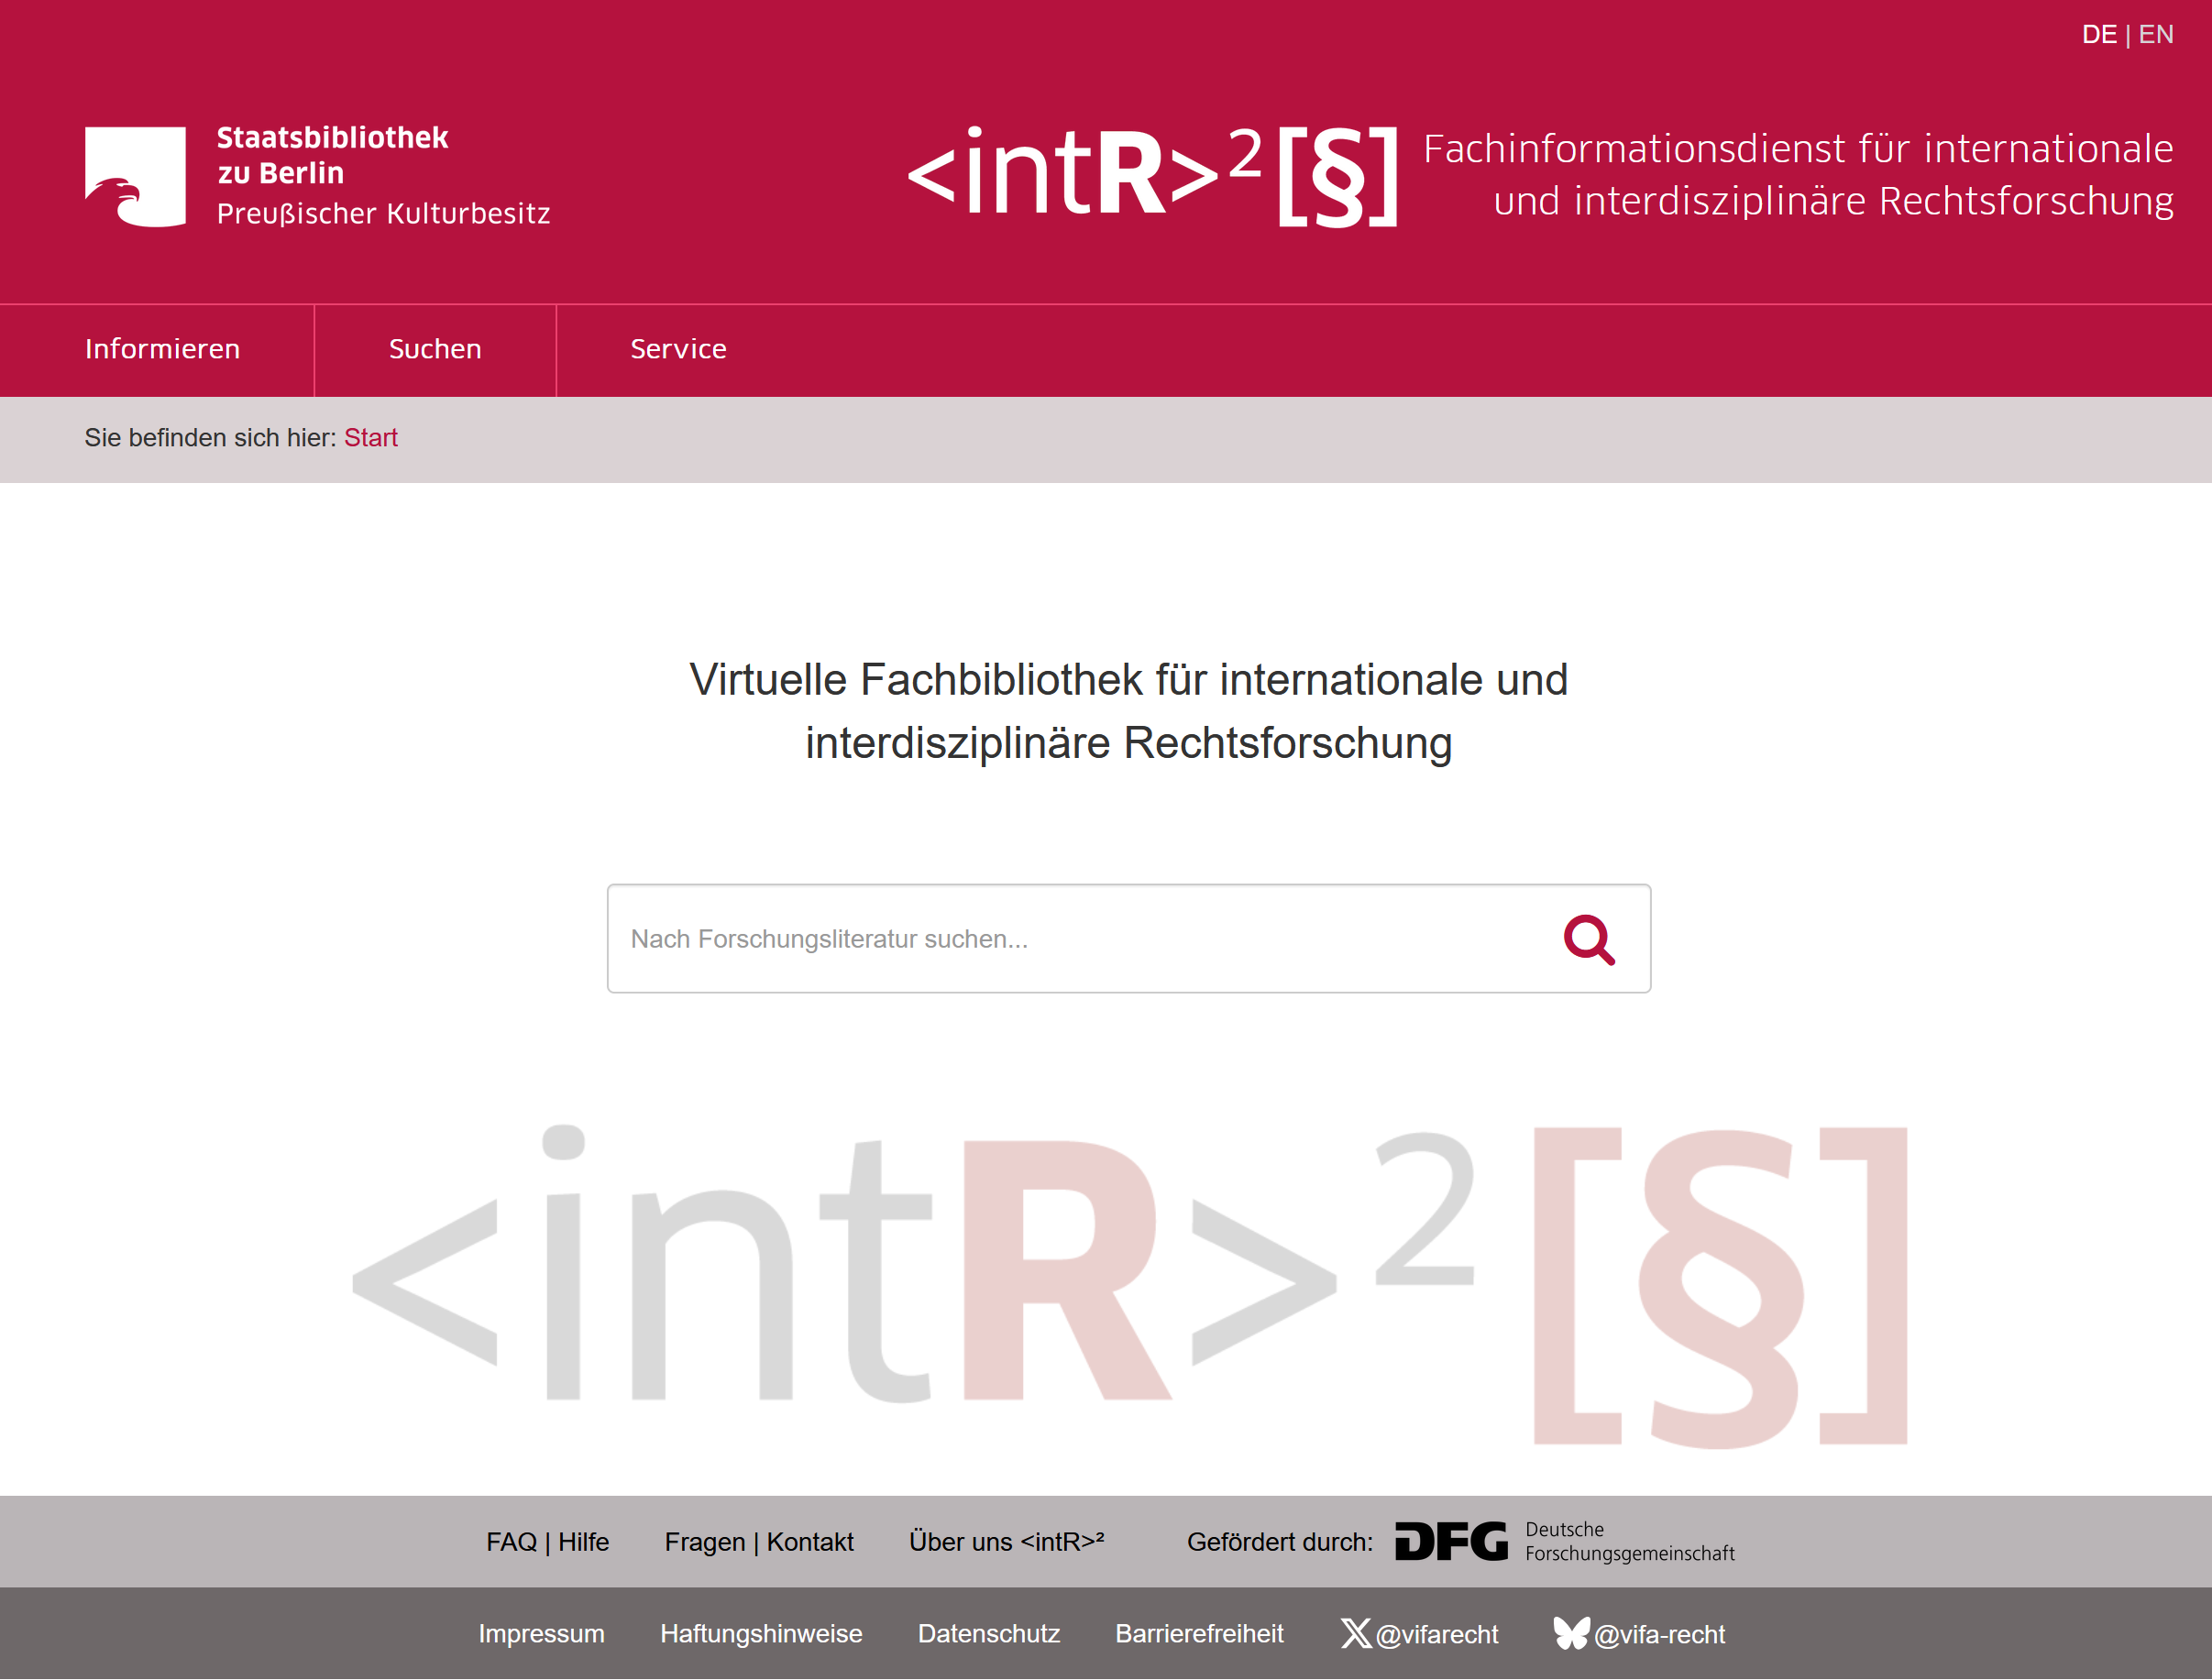 DE | EN
Staatsbibliothek
zu Berlin
Preußischer Kulturbesitz
<intR>²[§]
Fachinformationsdienst für internationale
und interdisziplinäre Rechtsforschung
Informieren
Suchen
Service
Sie befinden sich hier: Start
Virtuelle Fachbibliothek für internationale und
interdisziplinäre Rechtsforschung
Nach Forschungsliteratur suchen...
<intR>²[§]
FAQ | Hilfe
Fragen | Kontakt
Über uns <intR>²
Gefördert durch:
DFG
Deutsche
Forschungsgemeinschaft
Impressum
Haftungshinweise
Datenschutz
Barrierefreiheit
@vifarecht
@vifa-recht